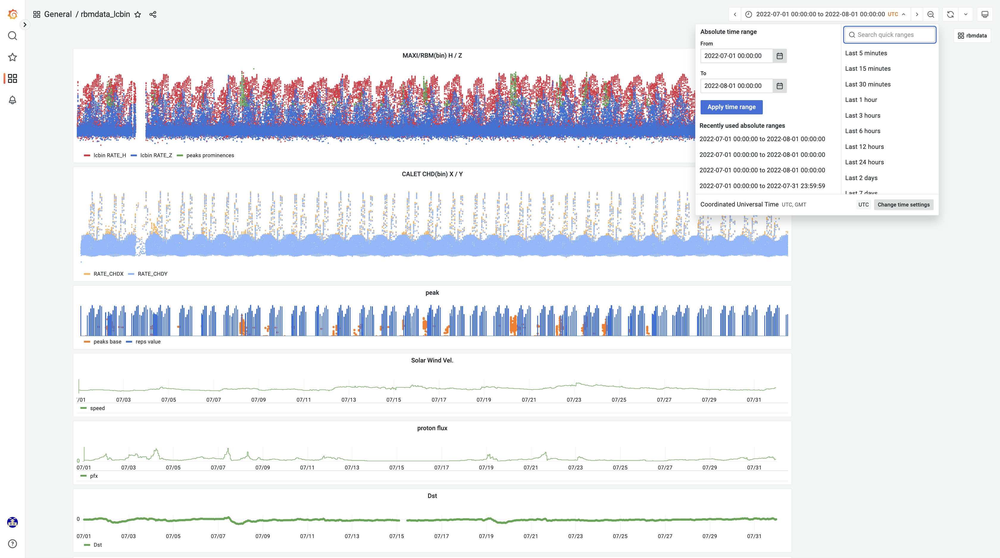 General / rbmdata_lcbin
2022-07-01 00:00:00 to 2022-08-01 00:00:00 UTC
rbmdata
Absolute time range
From
2022-07-01 00:00:00
To
2022-08-01 00:00:00
Apply time range
Recently used absolute ranges
2022-07-01 00:00:00 to 2022-08-01 00:00:00
2022-07-01 00:00:00 to 2022-08-01 00:00:00
2022-07-01 00:00:00 to 2022-08-01 00:00:00
2022-07-01 00:00:00 to 2022-07-31 23:59:59
Search quick ranges
Last 5 minutes
Last 15 minutes
Last 30 minutes
Last 1 hour
Last 3 hours
Last 6 hours
Last 12 hours
Last 24 hours
Last 2 days
Last 7 days
Coordinated Universal Time UTC, GMT
UTC
Change time settings
MAXI/RBM(bin) H / Z
lcbin RATE_H lcbin RATE_Z peaks prominences
CALET CHD(bin) X / Y
RATE_CHDX RATE_CHDY
peak
peaks base reps value
Solar Wind Vel.
/01 07/03 07/05 07/07 07/09 07/11 07/13 07/15 07/17 07/19 07/21 07/23 07/25 07/27 07/29 07/31
speed
proton flux
0
07/01 07/03 07/05 07/07 07/09 07/11 07/13 07/15 07/17 07/19 07/21 07/23 07/25 07/27 07/29 07/31
pfx
Dst
0
07/01 07/03 07/05 07/07 07/09 07/11 07/13 07/15 07/17 07/19 07/21 07/23 07/25 07/27 07/29 07/31
Dst